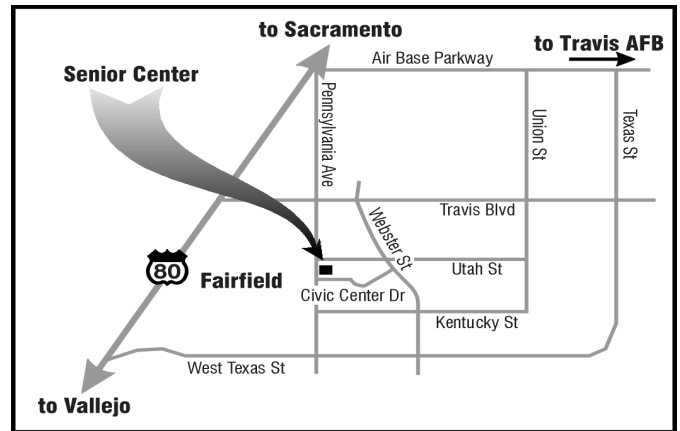 to Sacramento
to Travis AFB
Air Base Parkway
Senior Center
Pennsylvania Ave
Union St
Texas St
Travis Blvd
Webster St
80
Fairfield
Utah St
Civic Center Dr
Kentucky St
West Texas St
to Vallejo